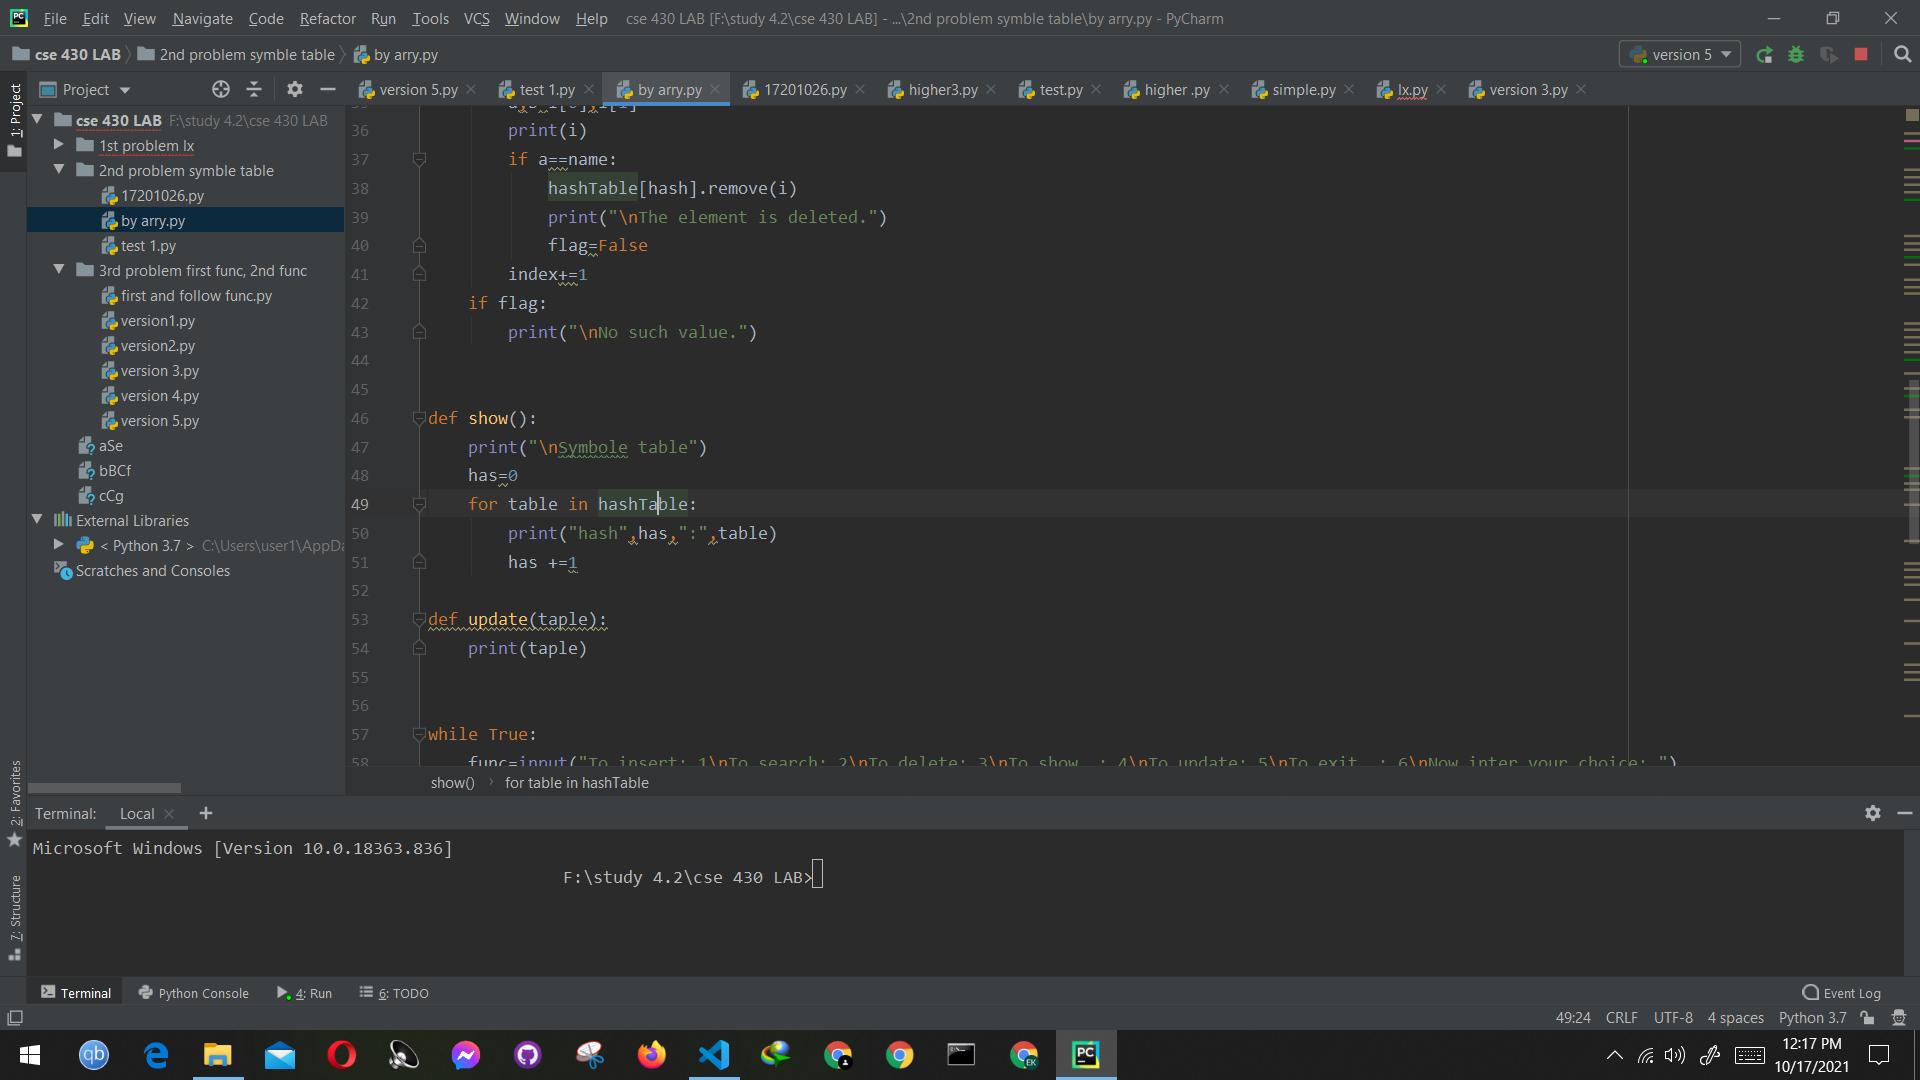 File Edit View Navigate Code Refactor Run Tools VCS Window Help cse 430 LAB [F:\study 4.2\cse 430 LAB] - ...\2nd problem symble table\by arry.py - PyCharm
cse 430 LAB 2nd problem symble table by arry.py version 5
Project version 5.py test 1.py by arry.py 17201026.py higher3.py test.py higher .py simple.py lx.py version 3.py
1: Project
cse 430 LAB F:\study 4.2\cse 430 LAB
1st problem lx
2nd problem symble table
17201026.py
by arry.py
test 1.py
3rd problem first func, 2nd func
first and follow func.py
version1.py
version2.py
version 3.py
version 4.py
version 5.py
aSe
bBCf
cCg
External Libraries
< Python 3.7 > C:\Users\user1\AppDa
Scratches and Consoles
36 print(i)
37 if a==name:
38 hashTable[hash].remove(i)
39 print("\nThe element is deleted.")
40 flag=False
41 index+=1
42 if flag:
43 print("\nNo such value.")
44
45
46 def show():
47 print("\nSymbole table")
48 has=0
49 for table in hashTable:
50 print("hash",has,":",table)
51 has +=1
52
53 def update(taple):
54 print(taple)
55
56
57 while True:
58 func=input("To insert: 1\nTo search: 2\nTo delete: 3\nTo show  : 4\nTo update: 5\nTo exit  : 6\nNow inter your choice: ")
show() for table in hashTable
2: Favorites
7: Structure
Terminal: Local +
Microsoft Windows [Version 10.0.18363.836]
F:\study 4.2\cse 430 LAB>
Terminal Python Console 4: Run 6: TODO Event Log
49:24 CRLF UTF-8 4 spaces Python 3.7
qb EK PC 12:17 PM
10/17/2021